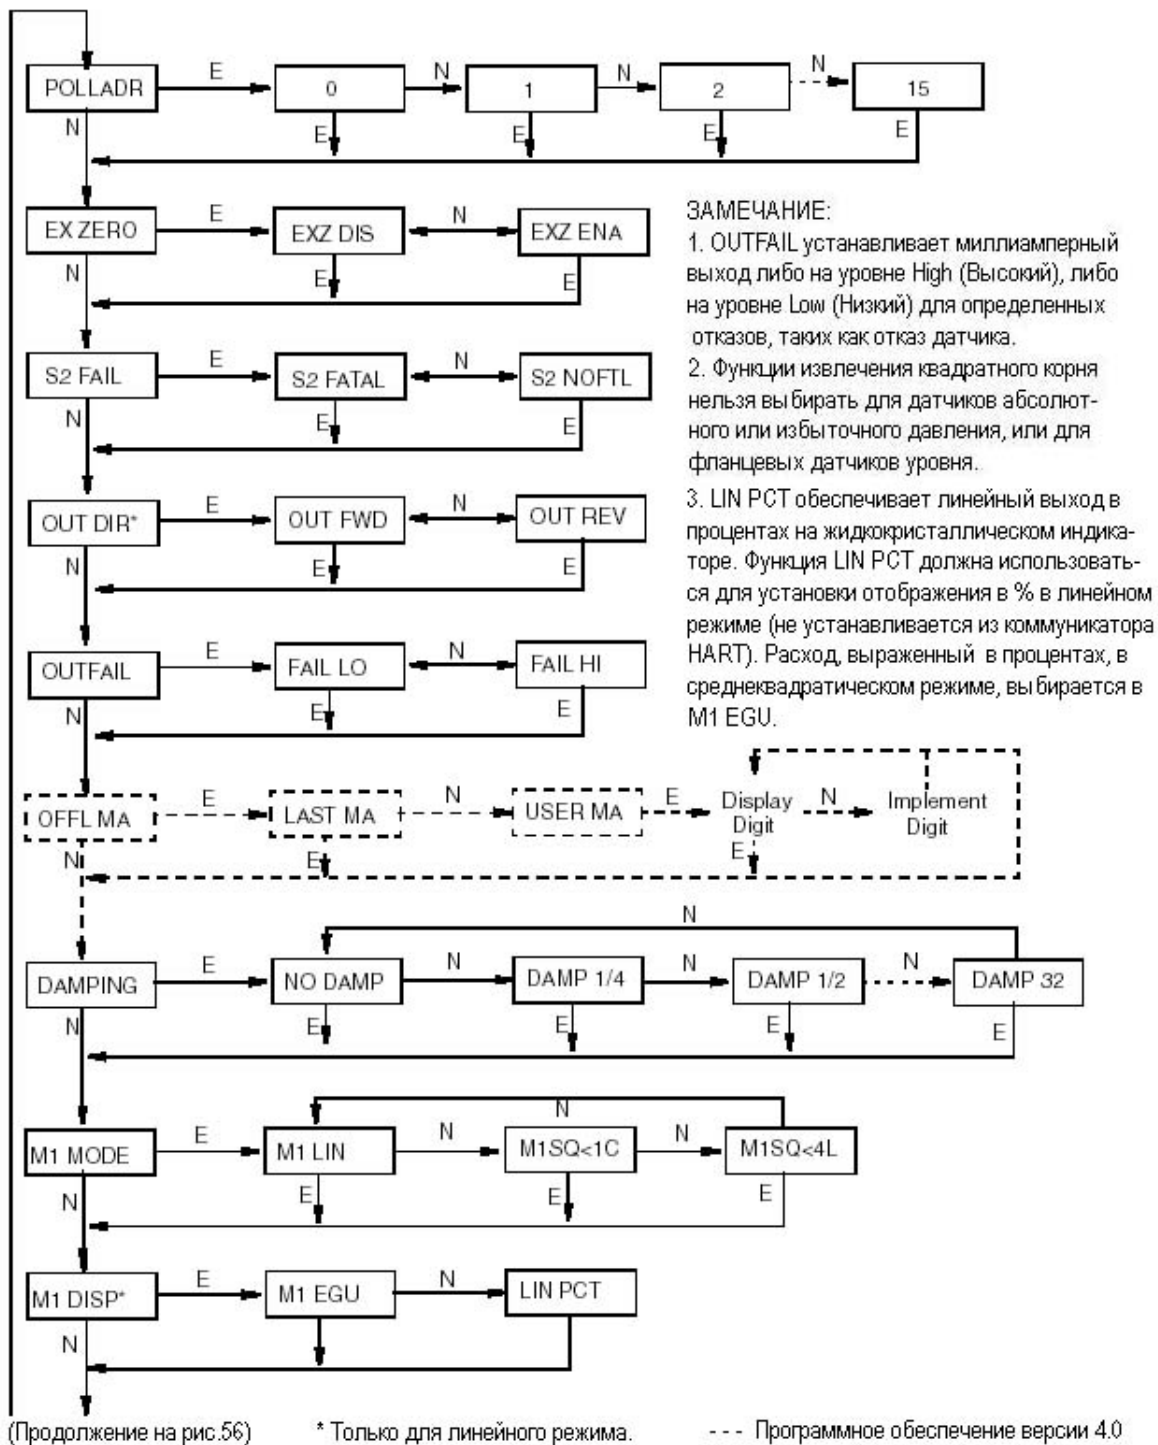 POLLADR E 0 N 1 N 2 N 15
N E E E E
EX ZERO E EXZ DIS N EXZ ENA
N E E
S2 FAIL E S2 FATAL N S2 NOFTL
N E E
OUT DIR* E OUT FWD N OUT REV
N E E
OUTFAIL E FAIL LO N FAIL HI
N E E
ЗАМЕЧАНИЕ:
1. OUTFAIL устанавливает миллиамперный
выход либо на уровне High (Высокий), либо
на уровне Low (Низкий) для определенных
отказов, таких как отказ датчика.
2. Функции извлечения квадратного корня
нельзя выбирать для датчиков абсолют-
ного или избыточного давления, или для
фланцевых датчиков уровня.
3. LIN PCT обеспечивает линейный выход в
процентах на жидкокристаллическом индика-
торе. Функция LIN PCT должна использовать-
ся для установки отображения в % в линейном
режиме (не устанавливается из коммуникатора
HART). Расход, выраженный в процентах, в
среднеквадратическом режиме, выбирается в
M1 EGU.
OFFL MA E LAST MA N USER MA E Display N Implement
Digit Digit
N E E
N
DAMPING E NO DAMP N DAMP 1/4 N DAMP 1/2 N DAMP 32
N E E E E
N
M1 MODE E M1 LIN N M1SQ<1C N M1SQ<4L
N E E E
M1 DISP* E M1 EGU N LIN PCT
N
(Продолжение на рис.56) * Только для линейного режима. --- Программное обеспечение версии 4.0